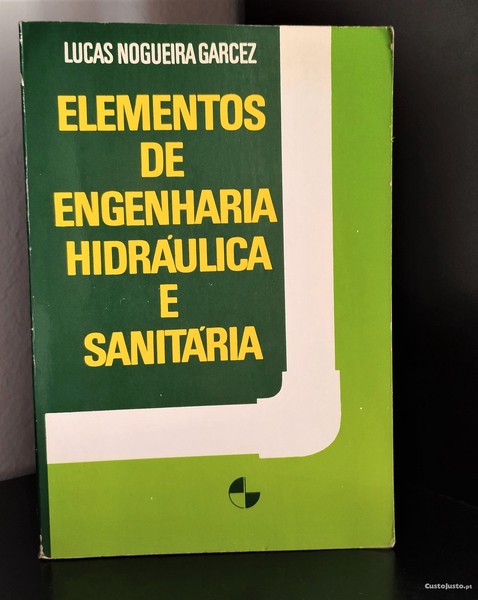 LUCAS NOGUEIRA GARCEZ
ELEMENTOS
DE
ENGENHARIA
HIDRÁULICA
E
SANITÁRIA
CustoJusto.pt